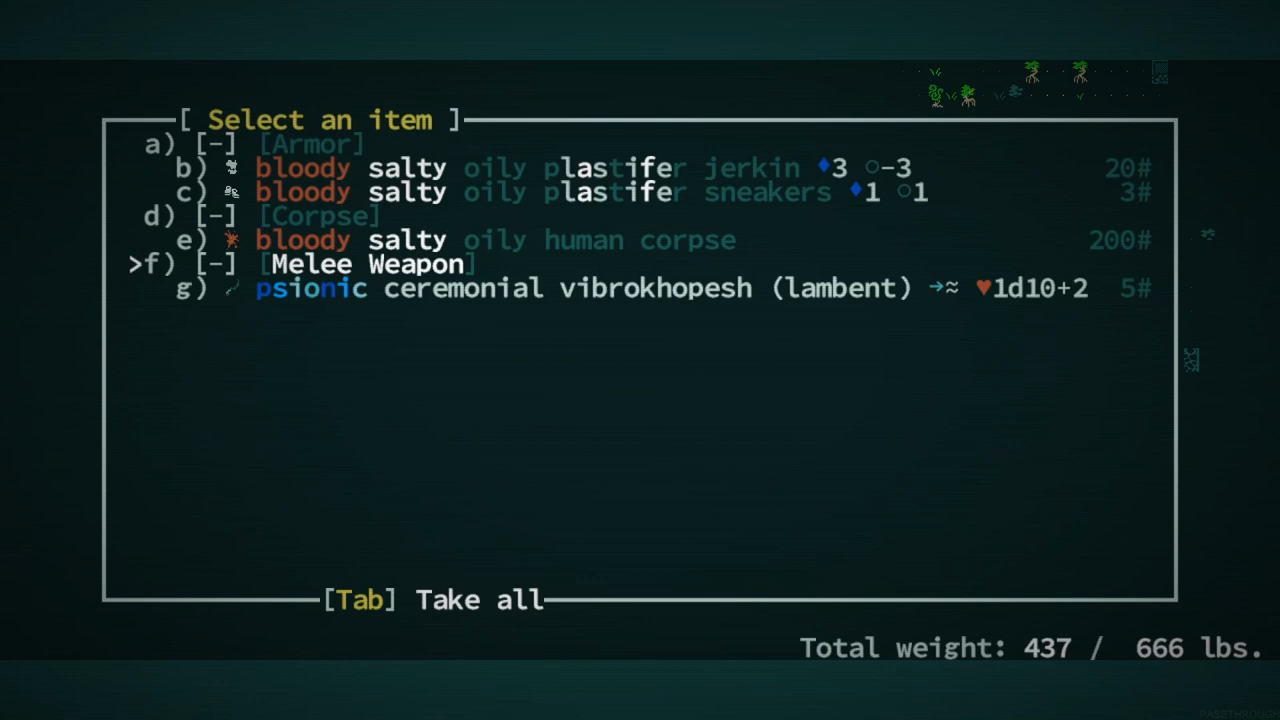 [ Select an item ]
a) [-] [Armor]
b) bloody salty oily plastifer jerkin ♦3 ○-3 20#
c) bloody salty oily plastifer sneakers ♦1 ○1 3#
d) [-] [Corpse]
e) bloody salty oily human corpse 200#
>f) [-] [Melee Weapon]
g) psionic ceremonial vibrokhopesh (lambent) →≈ ♥1d10+2 5#
[Tab] Take all
Total weight: 437 / 666 lbs.